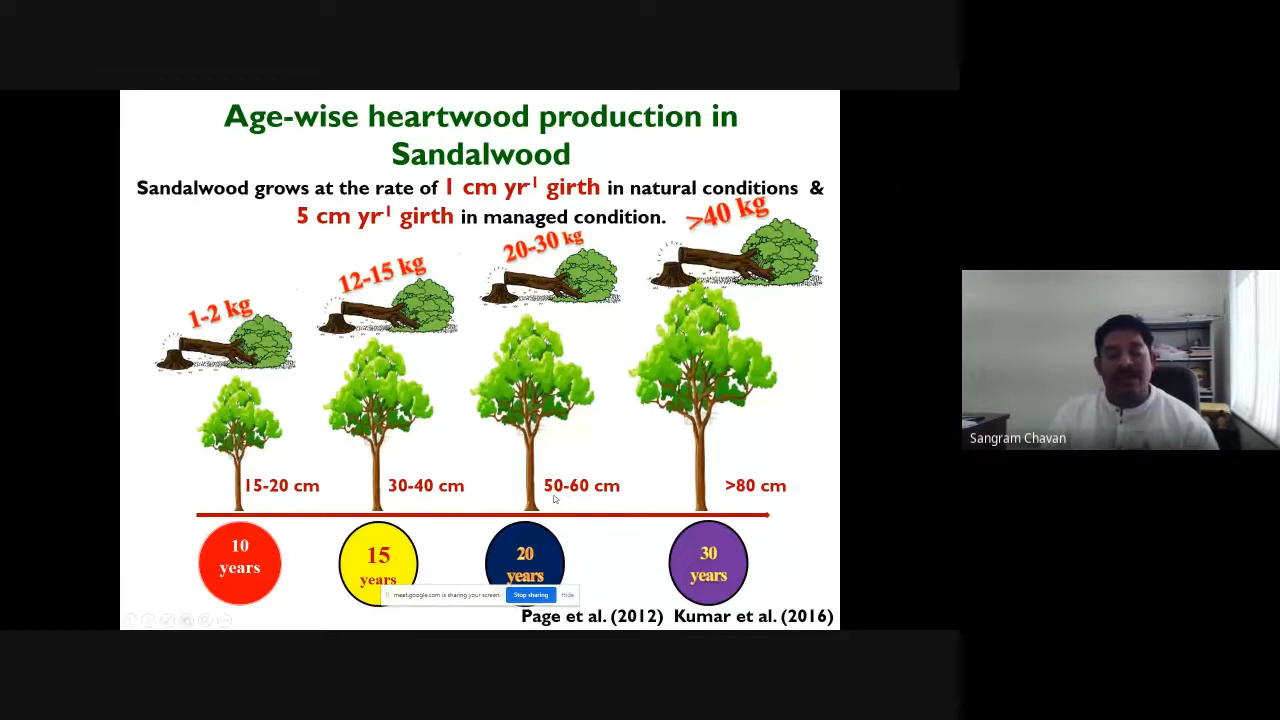 Age-wise heartwood production in
Sandalwood
Sandalwood grows at the rate of 1 cm yr-1 girth in natural conditions &
5 cm yr-1 girth in managed condition.
>40 kg
20-30 kg
12-15 kg
1-2 kg
15-20 cm 30-40 cm 50-60 cm >80 cm
10 15 20 30
years years years years
meet.google.com is sharing your screen. Stop sharing Hide
Page et al. (2012) Kumar et al. (2016)
Sangram Chavan